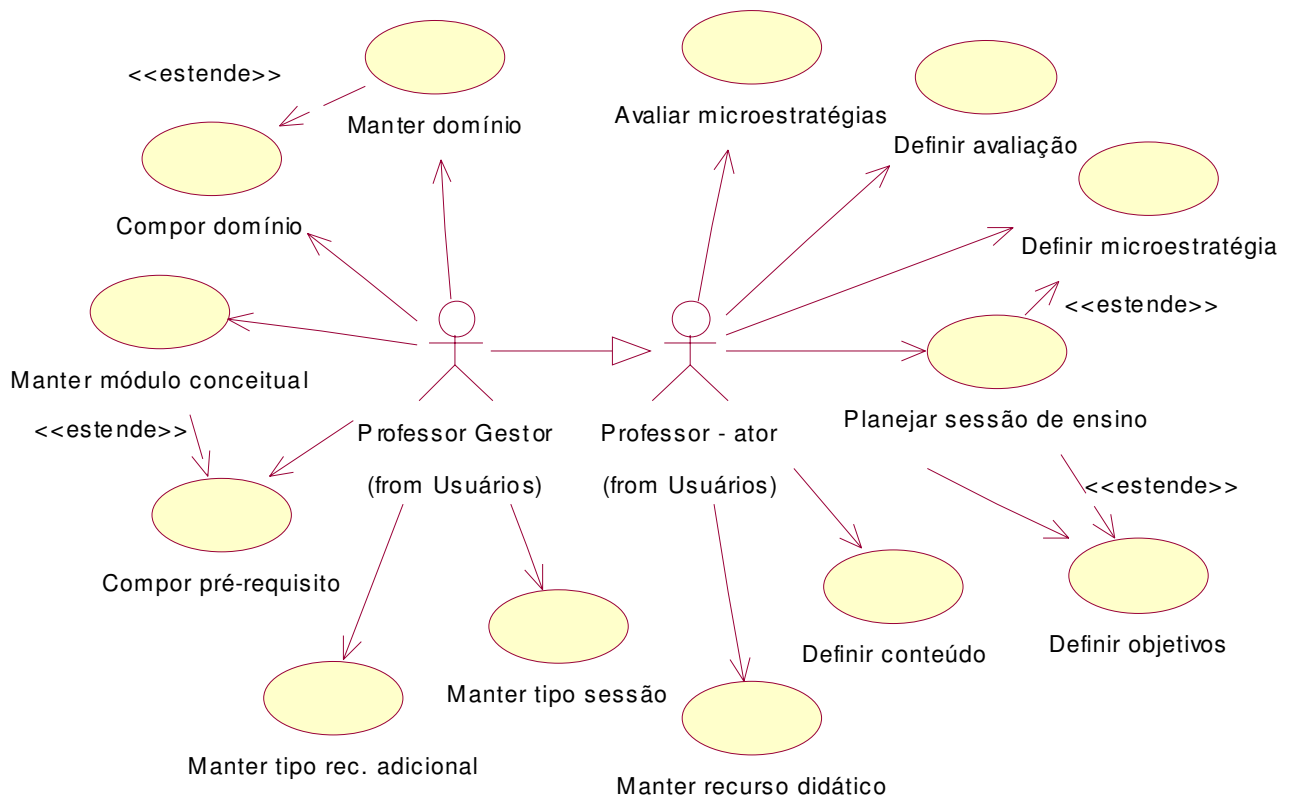 <<estende>>
Manter domínio
Avaliar microestratégias
Definir avaliação
Compor domínio
Definir microestratégia
<<estende>>
Manter módulo conceitual
<<estende>>
Professor Gestor
(from Usuários)
Professor - ator
(from Usuários)
Planejar sessão de ensino
<<estende>>
Compor pré-requisito
Definir conteúdo
Definir objetivos
Manter tipo sessão
Manter tipo rec. adicional
Manter recurso didático